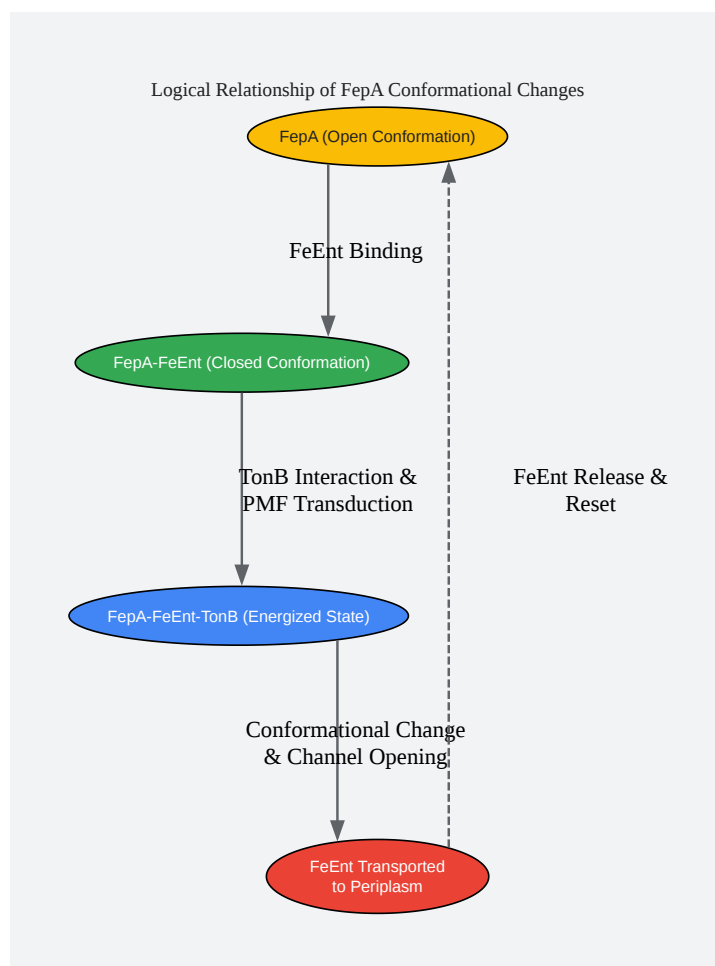 Logical Relationship of FepA Conformational Changes
FepA (Open Conformation)
FeEnt Binding
FepA-FeEnt (Closed Conformation)
TonB Interaction &
PMF Transduction
FeEnt Release &
Reset
FepA-FeEnt-TonB (Energized State)
Conformational Change
& Channel Opening
FeEnt Transported
to Periplasm